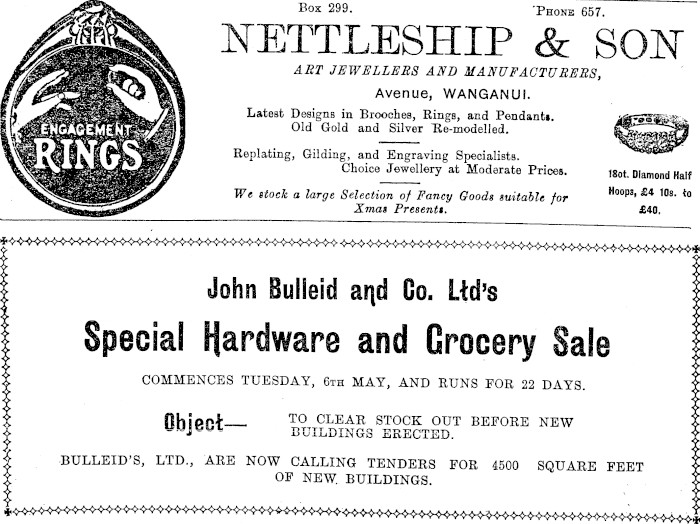 Box 299. 'Phone 657.
NETTLESHIP & SON
ART JEWELLERS AND MANUFACTURERS,
Avenue, WANGANUI.
Latest Designs in Brooches, Rings, and Pendants.
Old Gold and Silver Re-modelled.
Replating, Gilding, and Engraving Specialists.
Choice Jewellery at Moderate Prices.
We stock a large Selection of Fancy Goods suitable for
Xmas Presents.
ENGAGEMENT
RINGS
18ct. Diamond Half
Hoops, £4 10s. to
£40.
John Bulleid and Co. Ltd's
Special Hardware and Grocery Sale
COMMENCES TUESDAY, 6TH MAY, AND RUNS FOR 22 DAYS.
Object— TO CLEAR STOCK OUT BEFORE NEW
BUILDINGS ERECTED.
BULLEID'S, LTD., ARE NOW CALLING TENDERS FOR 4500 SQUARE FEET
OF NEW BUILDINGS.